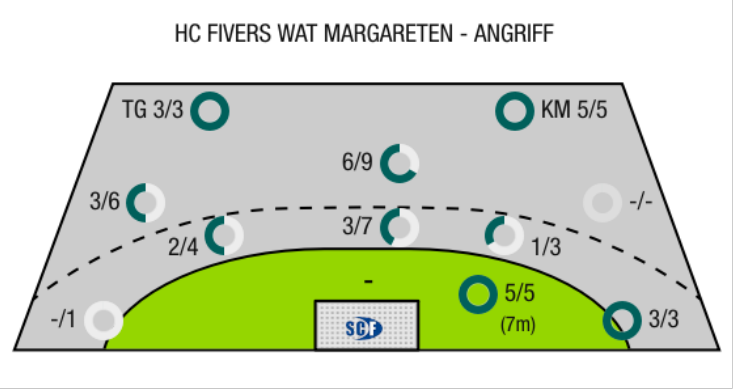 HC FIVERS WAT MARGARETEN - ANGRIFF
TG 3/3
KM 5/5
6/9
3/6
-/-
2/4
3/7
1/3
-
5/5
(7m)
-/1
SCF
3/3